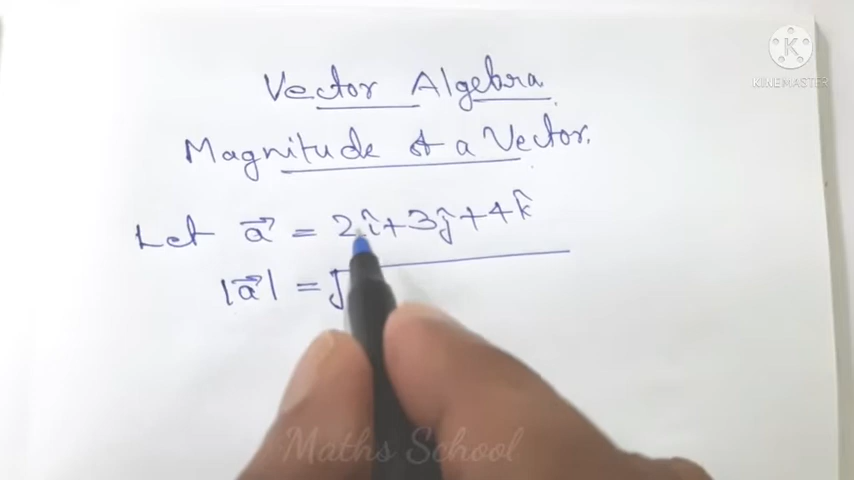 Vector Algebra
Magnitude of a Vector.
Let a⃗ = 2î+3ĵ+4k̂
|a⃗| = √
K
KINEMASTER
Maths School